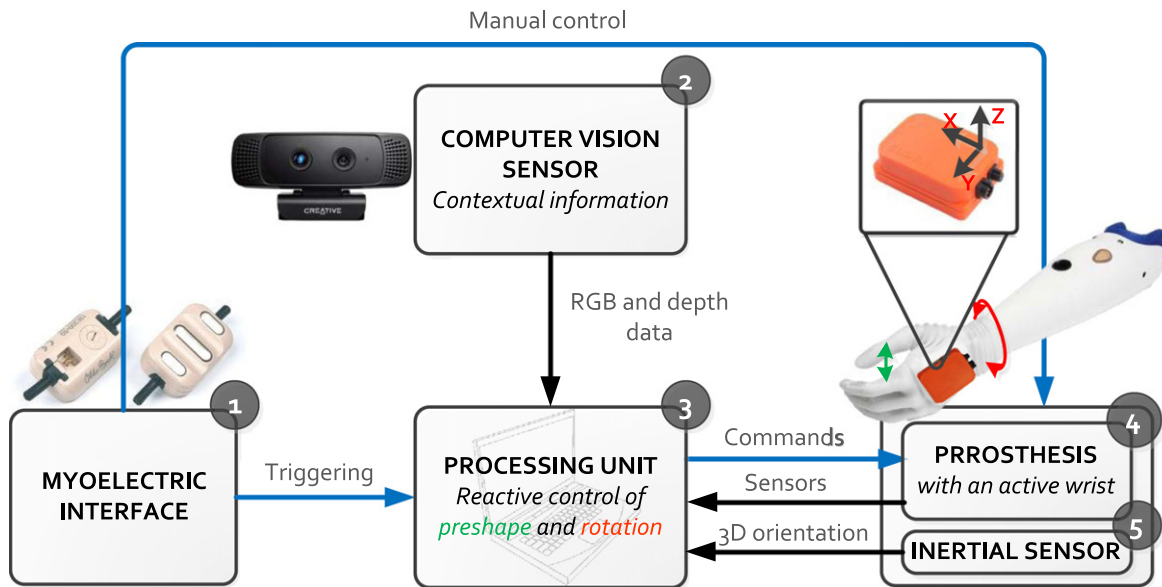 Manual control
2
COMPUTER VISION
SENSOR
Contextual information
CREATIVE
X
Z
Y
RGB and depth
data
1
MYOELECTRIC
INTERFACE
Triggering
3
PROCESSING UNIT
Reactive control of
preshape and rotation
Commands
Sensors
3D orientation
4
PRROSTHESIS
with an active wrist
5
INERTIAL SENSOR